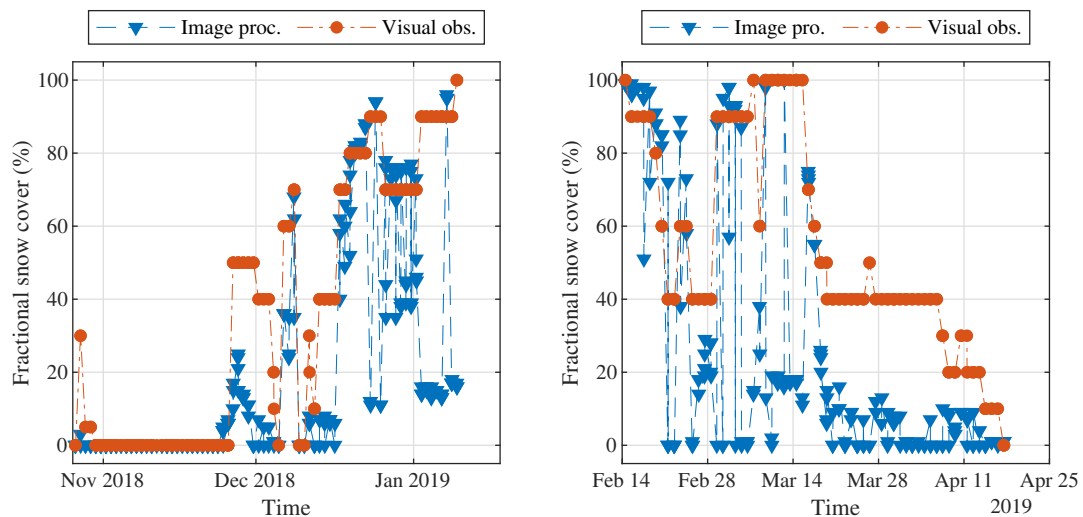 Image proc. Visual obs.
Fractional snow cover (%)
100
80
60
40
20
0
Nov 2018 Dec 2018 Jan 2019
Time
Image pro. Visual obs.
Fractional snow cover (%)
100
80
60
40
20
0
Feb 14 Feb 28 Mar 14 Mar 28 Apr 11 Apr 25
Time 2019